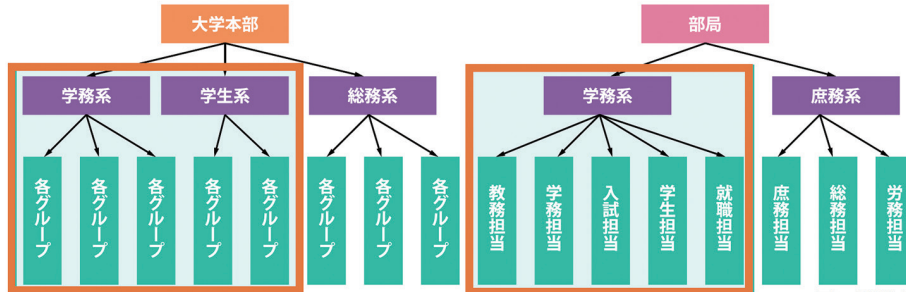 大学本部
部局
学務系
学生系
総務系
学務系
庶務系
各グループ
各グループ
各グループ
各グループ
各グループ
各グループ
各グループ
各グループ
教務担当
学務担当
入試担当
学生担当
就職担当
庶務担当
総務担当
労務担当